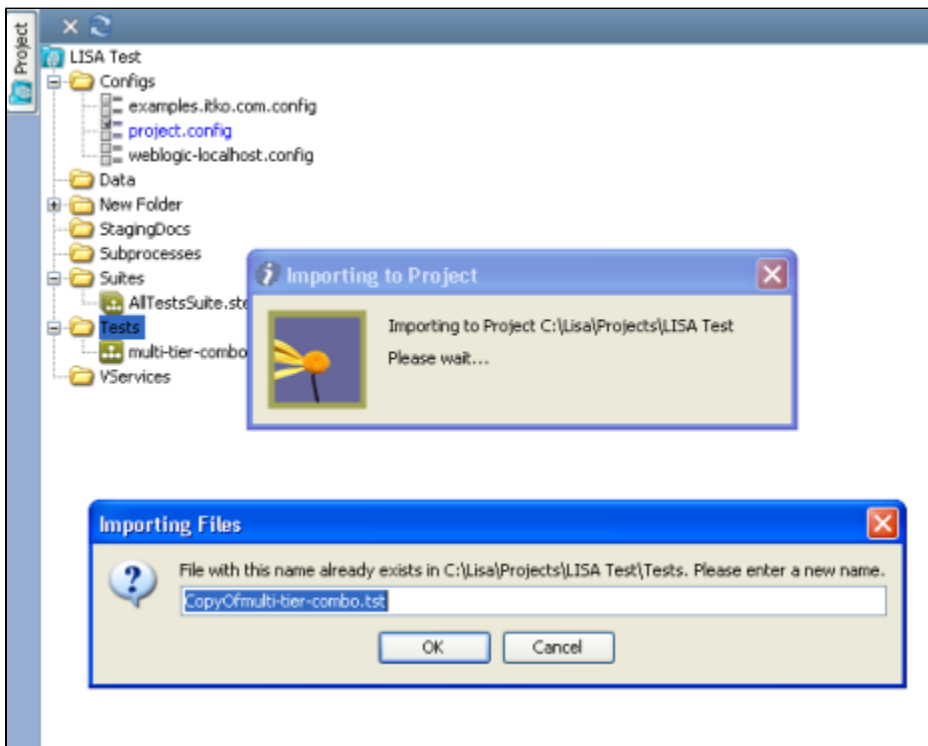 Project
LISA Test
Configs
examples.itko.com.config
project.config
weblogic-localhost.config
Data
New Folder
StagingDocs
Subprocesses
Suites
AllTestsSuite.ste
Tests
multi-tier-combo
VServices
Importing to Project
Importing to Project C:\Lisa\Projects\LISA Test
Please wait...
Importing Files
File with this name already exists in C:\Lisa\Projects\LISA Test\Tests. Please enter a new name.
CopyOfmulti-tier-combo.tst
OK Cancel